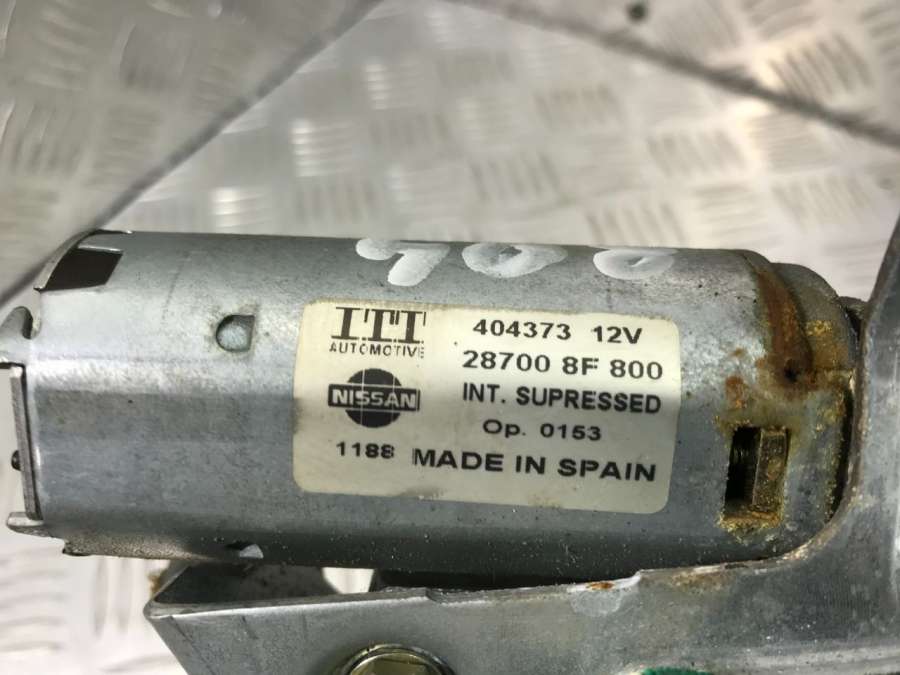 ITT
AUTOMOTIVE
404373 12V
28700 8F 800
NISSAN
INT. SUPRESSED
Op. 0153
1188 MADE IN SPAIN